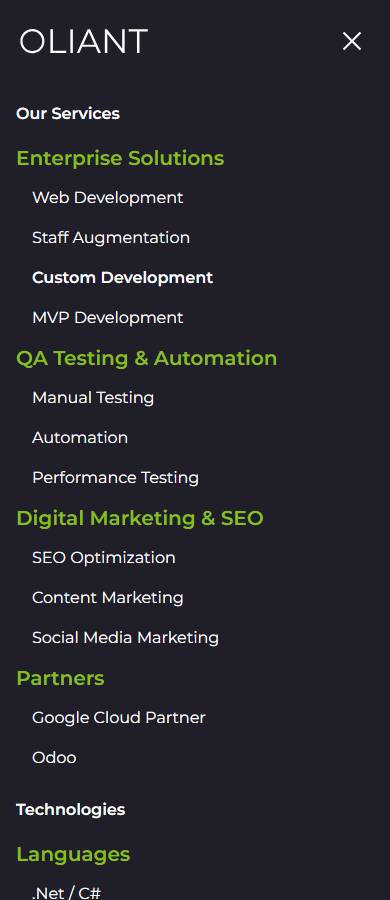 OLIANT
Our Services
Enterprise Solutions
Web Development
Staff Augmentation
Custom Development
MVP Development
QA Testing & Automation
Manual Testing
Automation
Performance Testing
Digital Marketing & SEO
SEO Optimization
Content Marketing
Social Media Marketing
Partners
Google Cloud Partner
Odoo
Technologies
Languages
.Net / C#